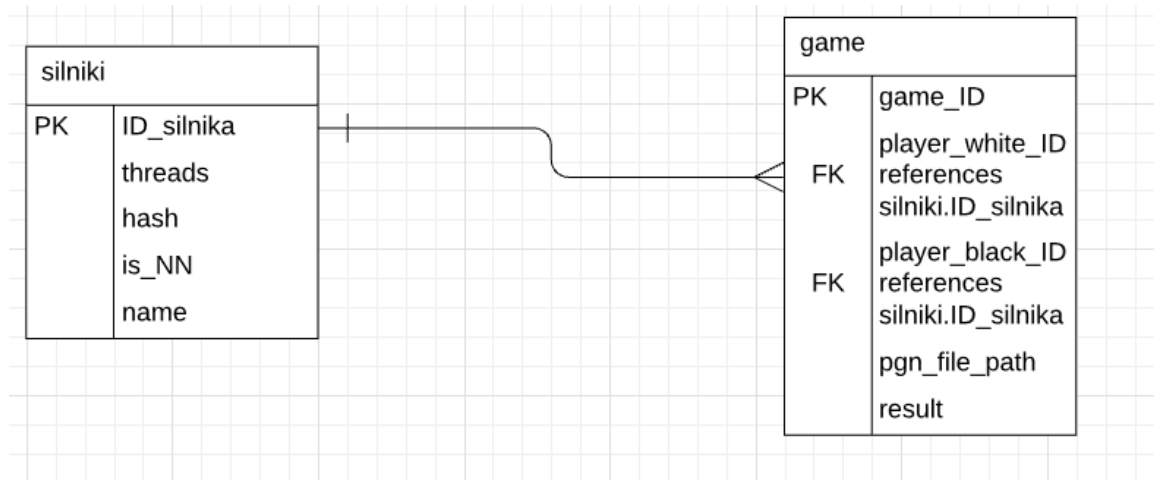 silniki
PK ID_silnika
threads
hash
is_NN
name
game
PK game_ID
player_white_ID
FK references
silniki.ID_silnika
player_black_ID
FK references
silniki.ID_silnika
pgn_file_path
result